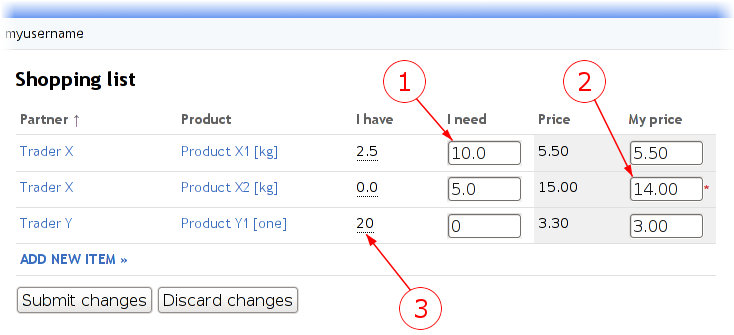 myusername
Shopping list
1
2
Partner ↑ Product I have I need Price My price
Trader X Product X1 [kg] 2.5 10.0 5.50 5.50
Trader X Product X2 [kg] 0.0 5.0 15.00 14.00 *
Trader Y Product Y1 [one] 20 0 3.30 3.00
ADD NEW ITEM »
Submit changes Discard changes
3